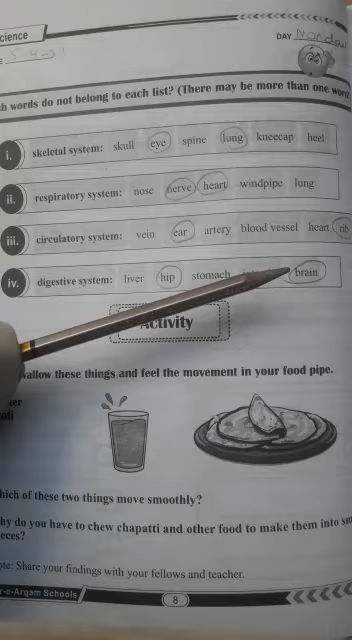 cience
DAY Monday
h words do not belong to each list? (There may be more than one word
i. skeletal system: skull eye spine lung kneecap heel
ii. respiratory system: nose nerve heart windpipe lung
iii. circulatory system: vein ear artery blood vessel heart rib
iv. digestive system: liver hip stomach brain
Activity
wallow these things and feel the movement in your food pipe.
hich of these two things move smoothly?
hy do you have to chew chapatti and other food to make them into sm
eces?
ote: Share your findings with your fellows and teacher.
r-e-Arqam Schools
8